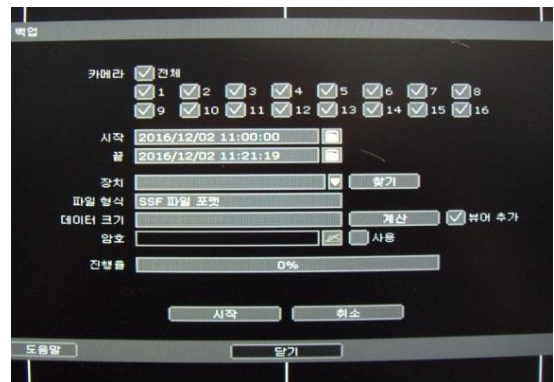 백업
카메라 전체
1 2 3 4 5 6 7 8
9 10 11 12 13 14 15 16
시작 2016/12/02 11:00:00
끝 2016/12/02 11:21:19
장치 찾기
파일 형식 SSF 파일 포맷
데이터 크기 계산 뷰어 추가
암호 사용
진행률 0%
시작 취소
도움말 닫기